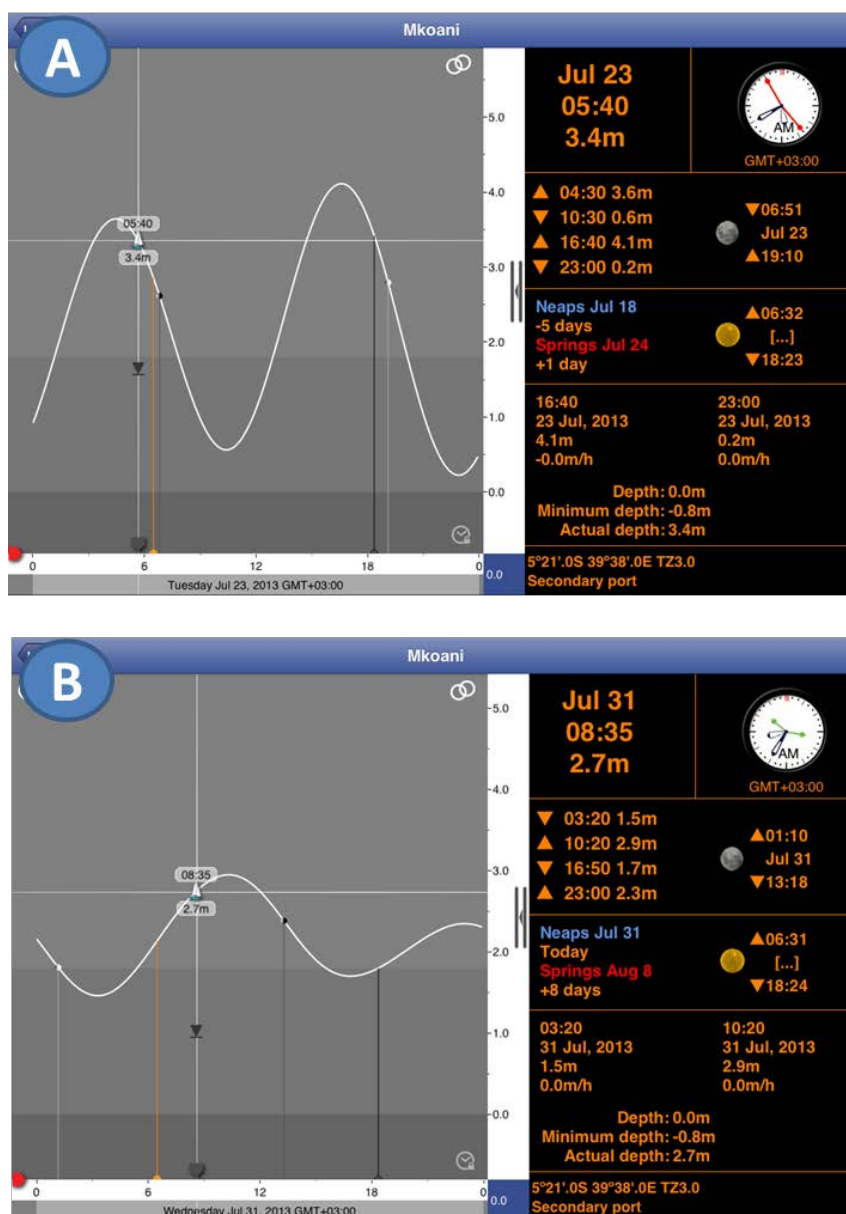 Mkoani
A
05:40
3.4m
5.0
4.0
3.0
2.0
1.0
0.0
0 6 12 18 0
0.0
Tuesday Jul 23, 2013 GMT+03:00
Jul 23
05:40
3.4m
AM
GMT+03:00
▲ 04:30 3.6m
▼ 10:30 0.6m
▲ 16:40 4.1m
▼ 23:00 0.2m
▼06:51
Jul 23
▲19:10
Neaps Jul 18
-5 days
Springs Jul 24
+1 day
▲06:32
[...]
▼18:23
16:40
23 Jul, 2013
4.1m
-0.0m/h
23:00
23 Jul, 2013
0.2m
0.0m/h
Depth: 0.0m
Minimum depth: -0.8m
Actual depth: 3.4m
5°21'.0S 39°38'.0E TZ3.0
Secondary port
Mkoani
B
08:35
2.7m
5.0
4.0
3.0
2.0
1.0
0.0
0 6 12 18 0
0.0
Wednesday Jul 31, 2013 GMT+03:00
Jul 31
08:35
2.7m
AM
GMT+03:00
▼ 03:20 1.5m
▲ 10:20 2.9m
▼ 16:50 1.7m
▲ 23:00 2.3m
▲01:10
Jul 31
▼13:18
Neaps Jul 31
Today
Springs Aug 8
+8 days
▲06:31
[...]
▼18:24
03:20
31 Jul, 2013
1.5m
0.0m/h
10:20
31 Jul, 2013
2.9m
0.0m/h
Depth: 0.0m
Minimum depth: -0.8m
Actual depth: 2.7m
5°21'.0S 39°38'.0E TZ3.0
Secondary port